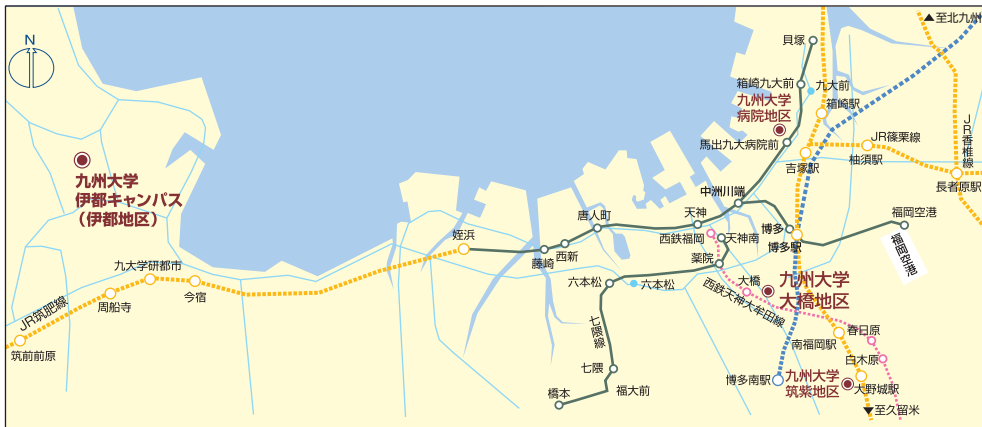 N
九州大学
伊都キャンパス
（伊都地区）
九大学研都市
周船寺
今宿
JR筑肥線
筑前前原
姪浜
藤崎
西新
唐人町
天神
西鉄福岡
天神南
薬院
六本松
六本松
七隈線
七隈
福大前
橋本
中洲川端
貝塚
箱崎九大前
九大前
九州大学
病院地区
箱崎駅
馬出九大病院前
吉塚駅
JR篠栗線
柚須駅
JR香椎線
長者原駅
▲至北九州
博多
博多駅
福岡空港
福岡空港
大橋
九州大学
大橋地区
西鉄天神大牟田線
春日原
南福岡駅
白木原
博多南駅
九州大学
筑紫地区
大野城駅
▼至久留米